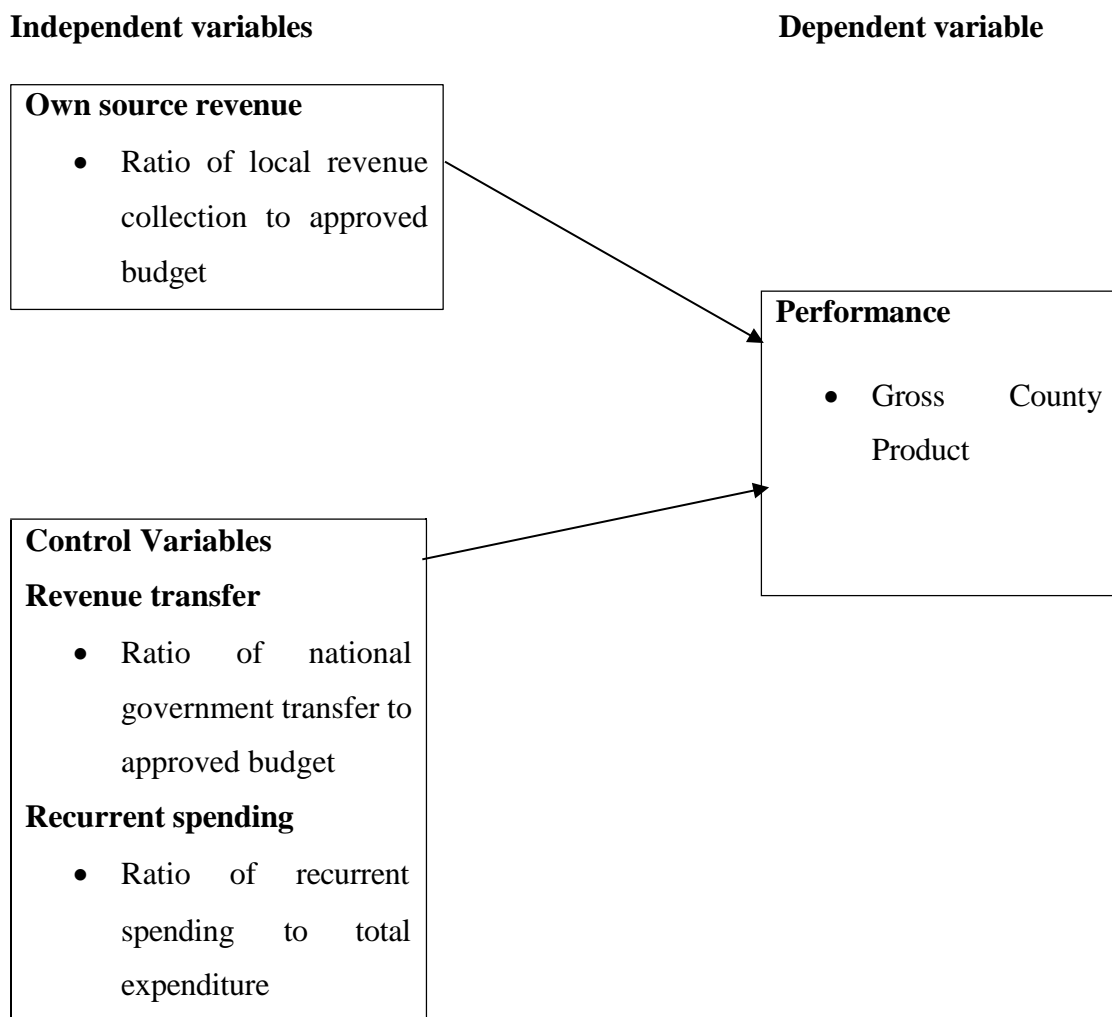 Independent variables
Dependent variable
Own source revenue
• Ratio of local revenue
collection to approved
budget
Performance
• Gross County
Product
Control Variables
Revenue transfer
• Ratio of national
government transfer to
approved budget
Recurrent spending
• Ratio of recurrent
spending to total
expenditure